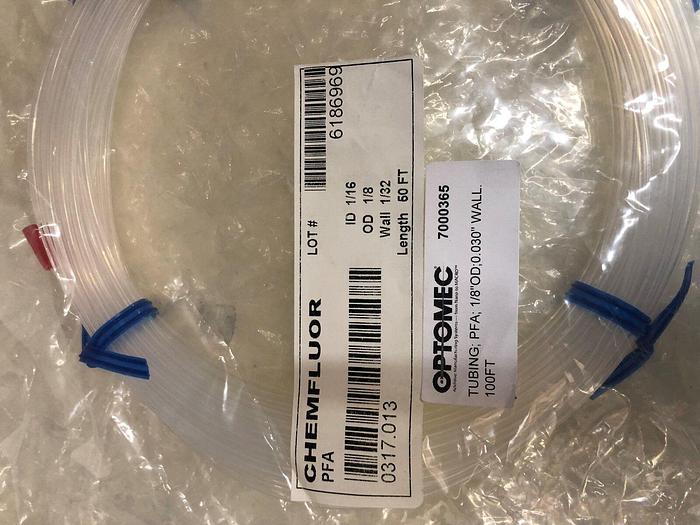 CHEMFLUOR
PFA
0317.013
LOT #
6186969
ID 1/16
OD 1/8
Wall 1/32
Length 50 FT
OPTOMEC 7000365
TUBING; PFA; 1/8"OD;0.030" WALL.
100FT